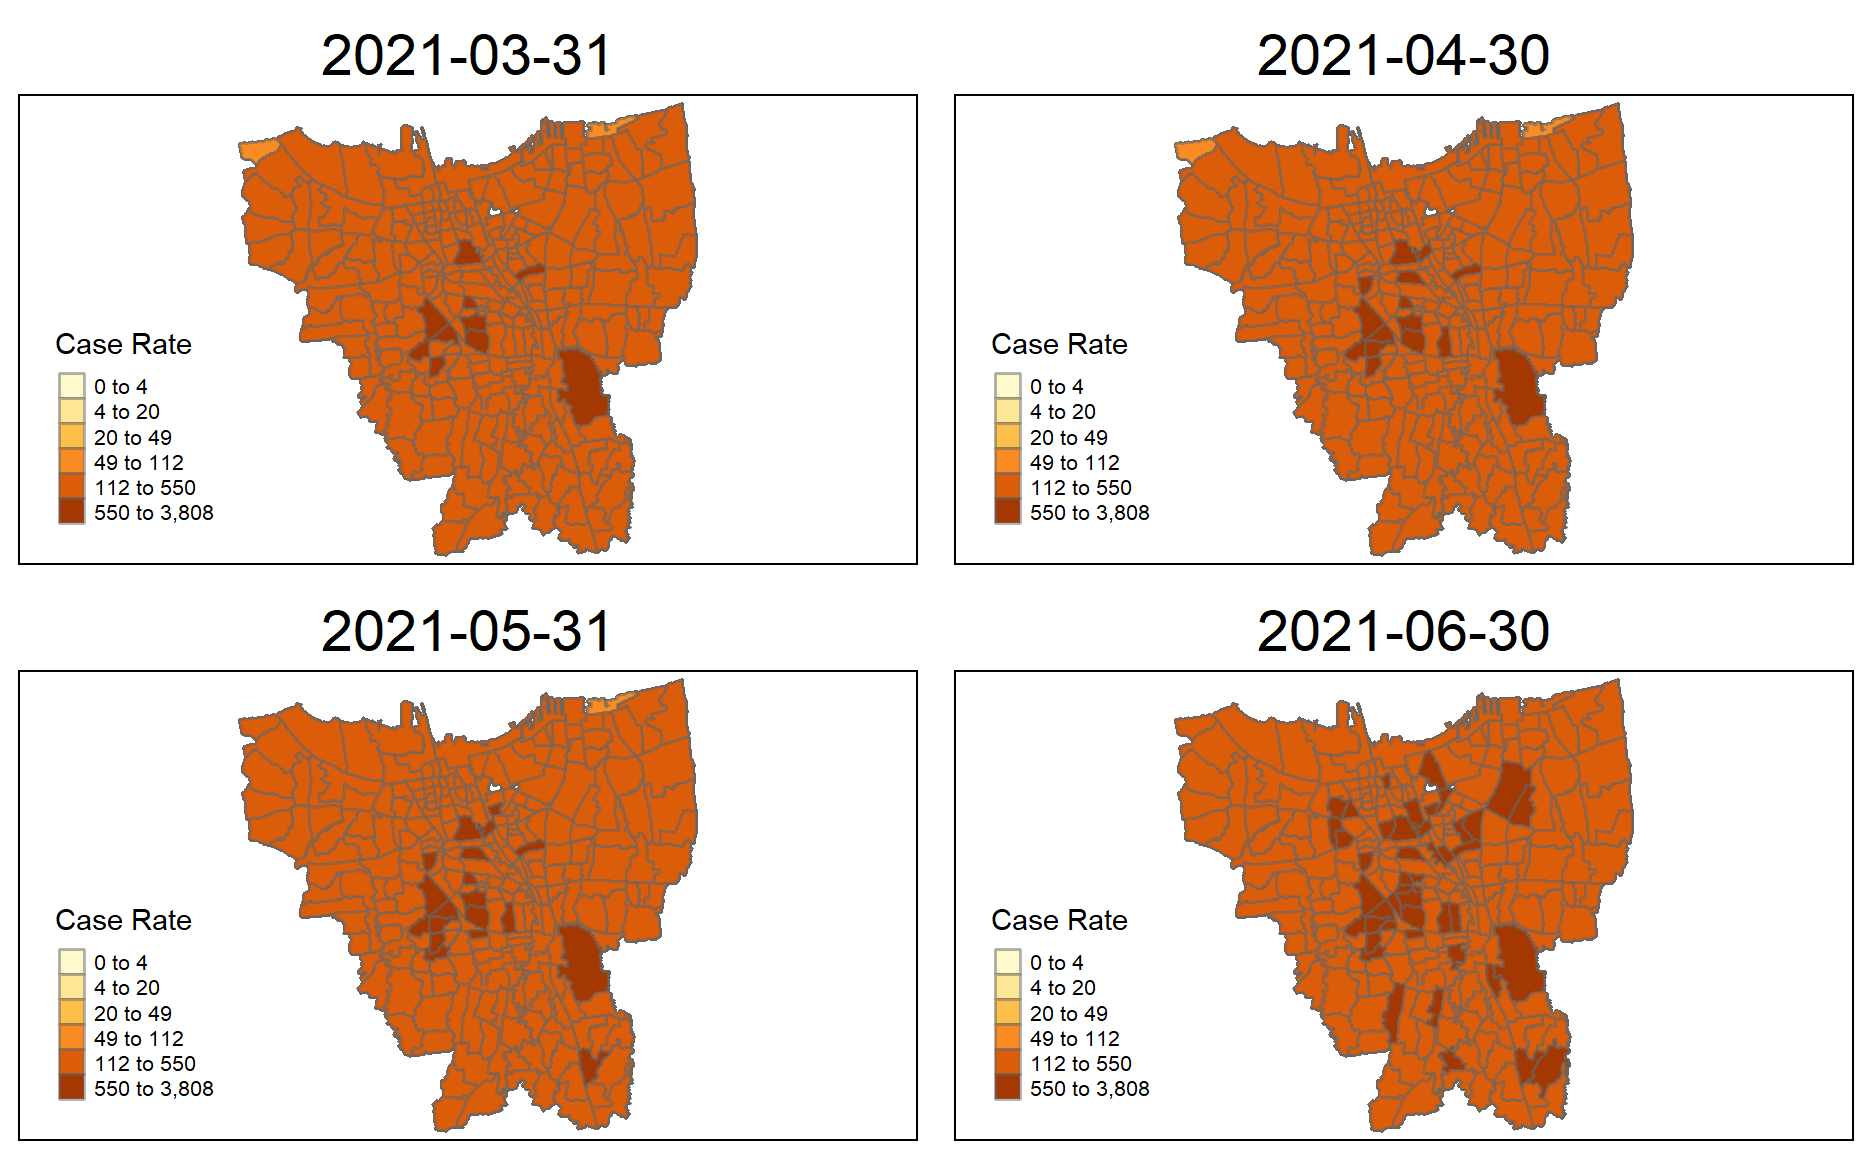 2021-03-31
2021-04-30
Case Rate
0 to 4
4 to 20
20 to 49
49 to 112
112 to 550
550 to 3,808
Case Rate
0 to 4
4 to 20
20 to 49
49 to 112
112 to 550
550 to 3,808
2021-05-31
2021-06-30
Case Rate
0 to 4
4 to 20
20 to 49
49 to 112
112 to 550
550 to 3,808
Case Rate
0 to 4
4 to 20
20 to 49
49 to 112
112 to 550
550 to 3,808